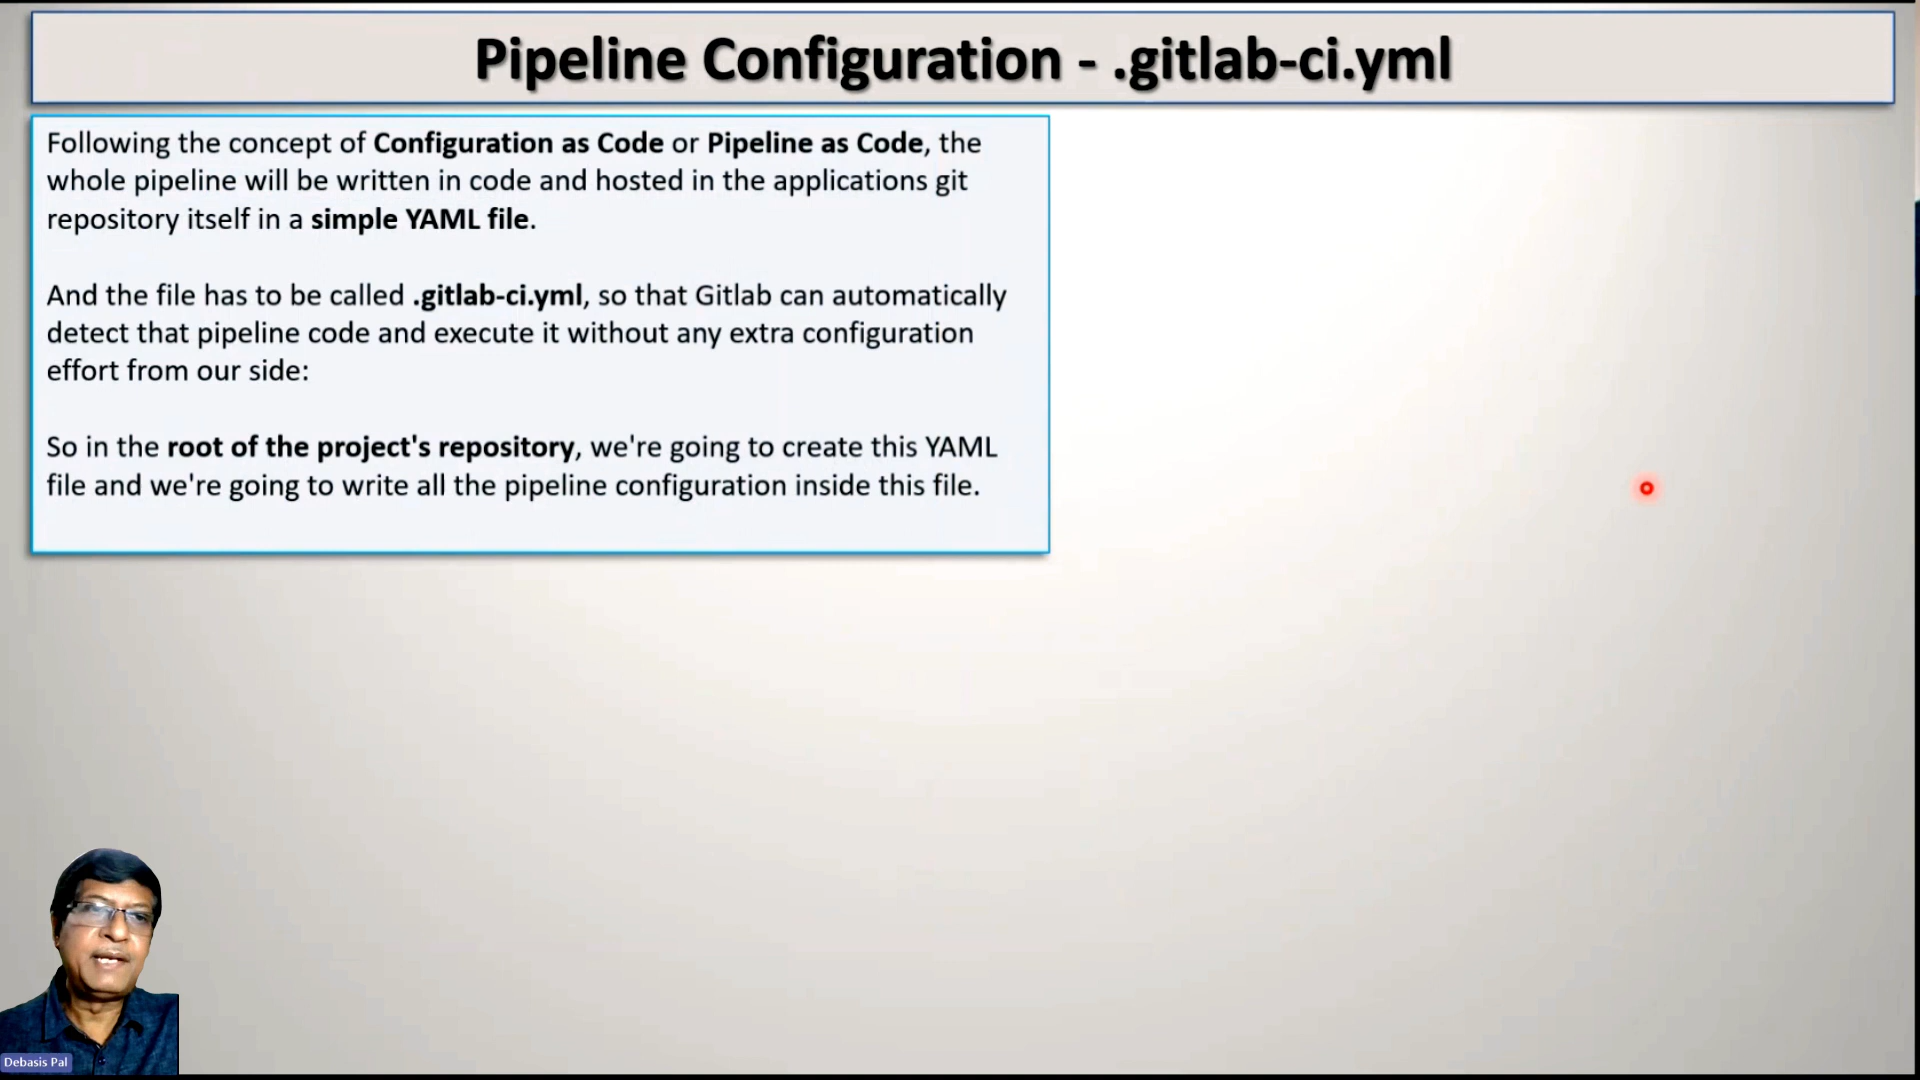 Pipeline Configuration - .gitlab-ci.yml
Following the concept of Configuration as Code or Pipeline as Code, the
whole pipeline will be written in code and hosted in the applications git
repository itself in a simple YAML file.
And the file has to be called .gitlab-ci.yml, so that Gitlab can automatically
detect that pipeline code and execute it without any extra configuration
effort from our side:
So in the root of the project's repository, we're going to create this YAML
file and we're going to write all the pipeline configuration inside this file.
Debasis Pal